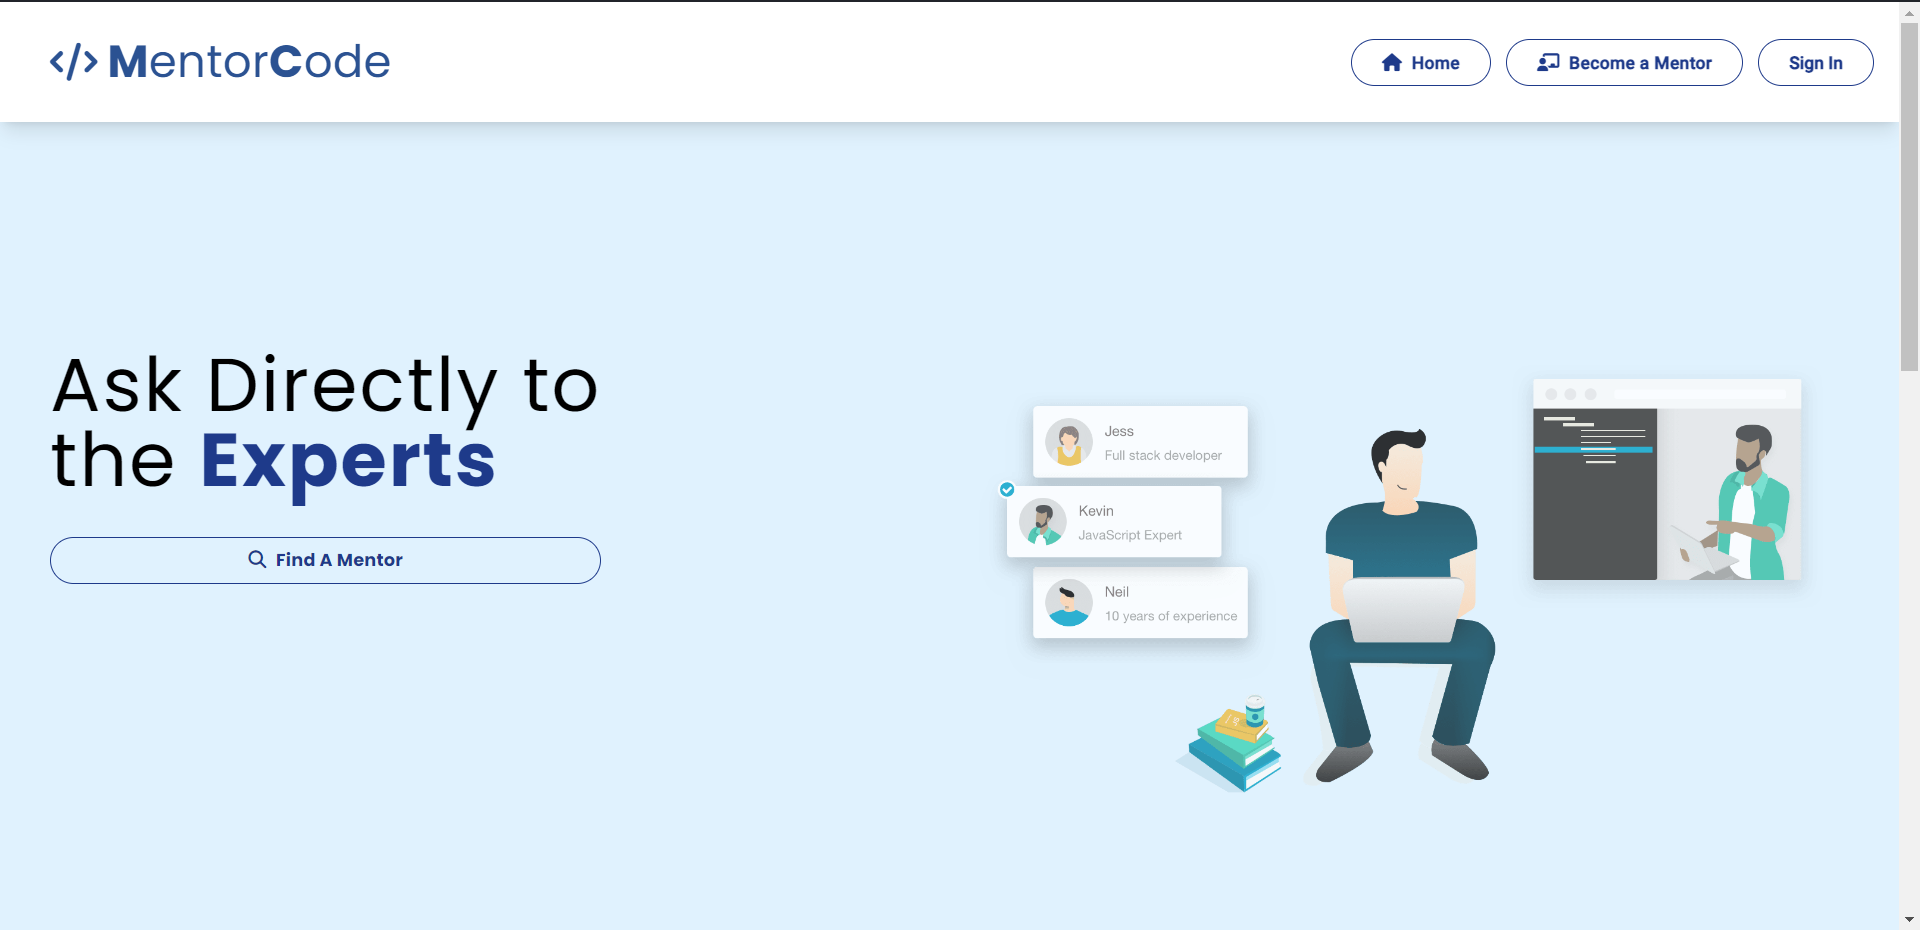 </> MentorCode
Home
Become a Mentor
Sign In
Ask Directly to
the Experts
Find A Mentor
Jess
Full stack developer
Kevin
JavaScript Expert
Neil
10 years of experience